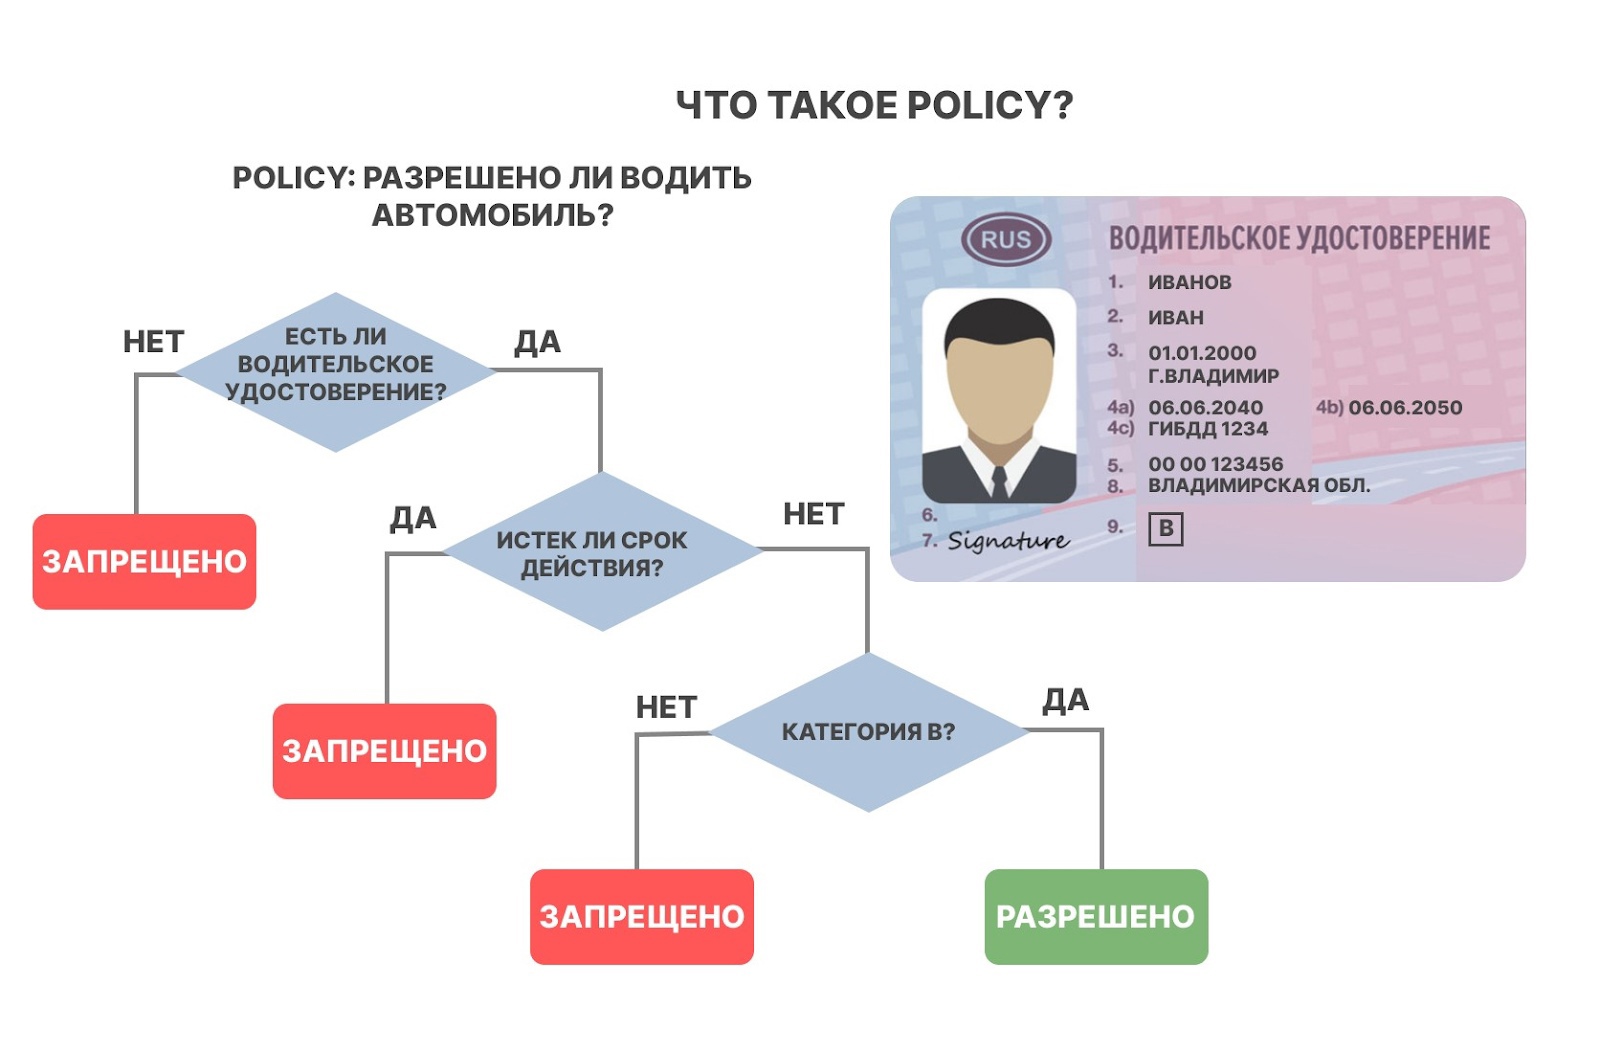 ЧТО ТАКОЕ POLICY?
POLICY: РАЗРЕШЕНО ЛИ ВОДИТЬ
АВТОМОБИЛЬ?
НЕТ
ЕСТЬ ЛИ
ВОДИТЕЛЬСКОЕ
УДОСТОВЕРЕНИЕ?
ДА
ЗАПРЕЩЕНО
ДА
ИСТЕК ЛИ СРОК
ДЕЙСТВИЯ?
НЕТ
ЗАПРЕЩЕНО
НЕТ
КАТЕГОРИЯ В?
ДА
ЗАПРЕЩЕНО
РАЗРЕШЕНО
RUS
ВОДИТЕЛЬСКОЕ УДОСТОВЕРЕНИЕ
1. ИВАНОВ
2. ИВАН
3. 01.01.2000
Г.ВЛАДИМИР
4a) 06.06.2040 4b) 06.06.2050
4c) ГИБДД 1234
5. 00 00 123456
8. ВЛАДИМИРСКАЯ ОБЛ.
6.
7. Signature
9. B